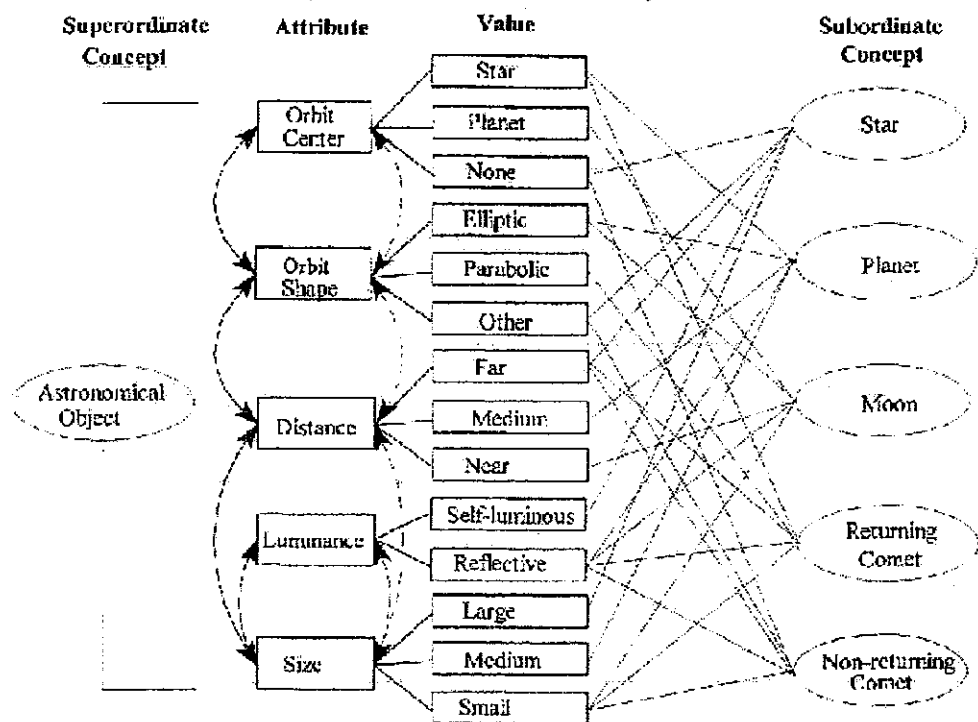 Superordinate Concept
Attribute
Value
Subordinate Concept
Astronomical Object
Orbit Center
Orbit Shape
Distance
Luminance
Size
Star
Planet
None
Elliptic
Parabolic
Other
Far
Medium
Near
Self-luminous
Reflective
Large
Medium
Small
Star
Planet
Moon
Returning Comet
Non-returning Comet